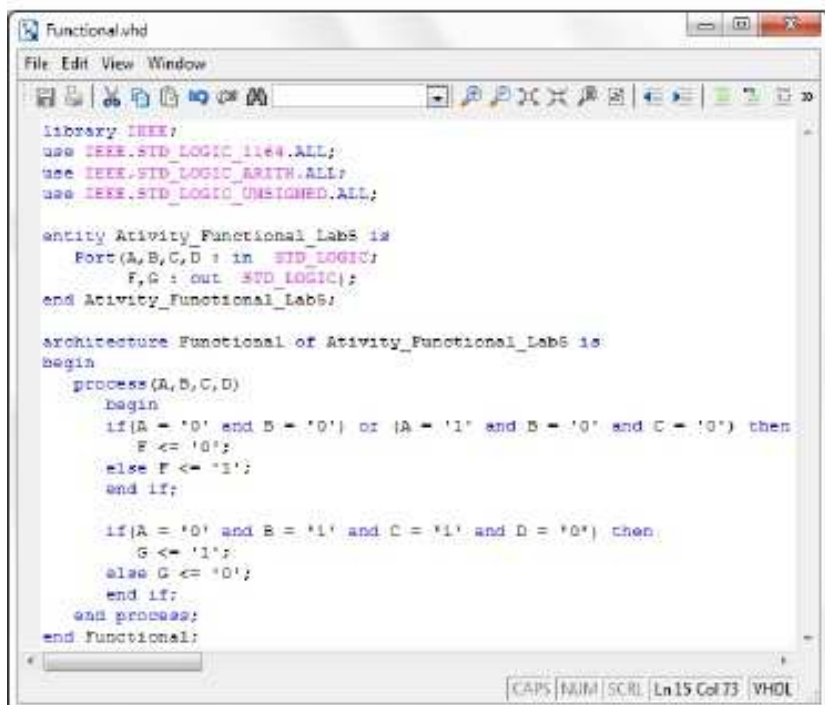 Functional.vhd
File Edit View Window
library IEEE;
use IEEE.STD_LOGIC_1164.ALL;
use IEEE.STD_LOGIC_ARITH.ALL;
use IEEE.STD_LOGIC_UNSIGNED.ALL;
entity Ativity_Functional_Lab5 is
Port(A,B,C,D : in STD_LOGIC;
F,G : out STD_LOGIC);
end Ativity_Functional_Lab5;
architecture Functional of Ativity_Functional_Lab5 is
begin
process(A,B,C,D)
begin
if(A = '0' and B = '0') or (A = '1' and B = '0' and C = '0') then
F <= '0';
else F <= '1';
end if;
if(A = '0' and B = '1' and C = '1' and D = '0') then
G <= '1';
else G <= '0';
end if;
end process;
end Functional;
CAPS NUM SCRL Ln 15 Col 73 VHDL